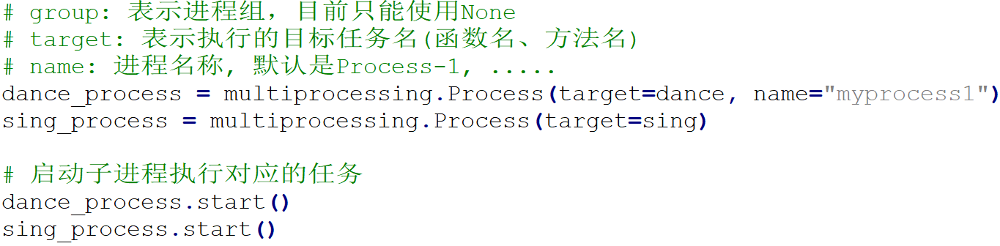 # group: 表示进程组，目前只能使用None
# target: 表示执行的目标任务名(函数名、方法名)
# name: 进程名称, 默认是Process-1, .....
dance_process = multiprocessing.Process(target=dance, name="myprocess1")
sing_process = multiprocessing.Process(target=sing)
# 启动子进程执行对应的任务
dance_process.start()
sing_process.start()